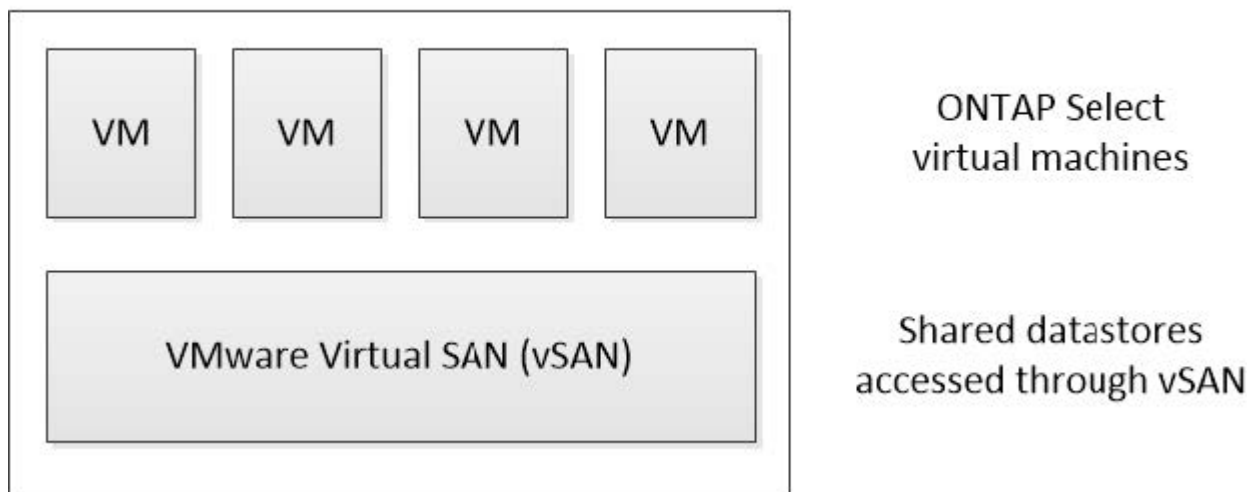 VM VM VM VM
ONTAP Select
virtual machines
VMware Virtual SAN (vSAN)
Shared datastores
accessed through vSAN